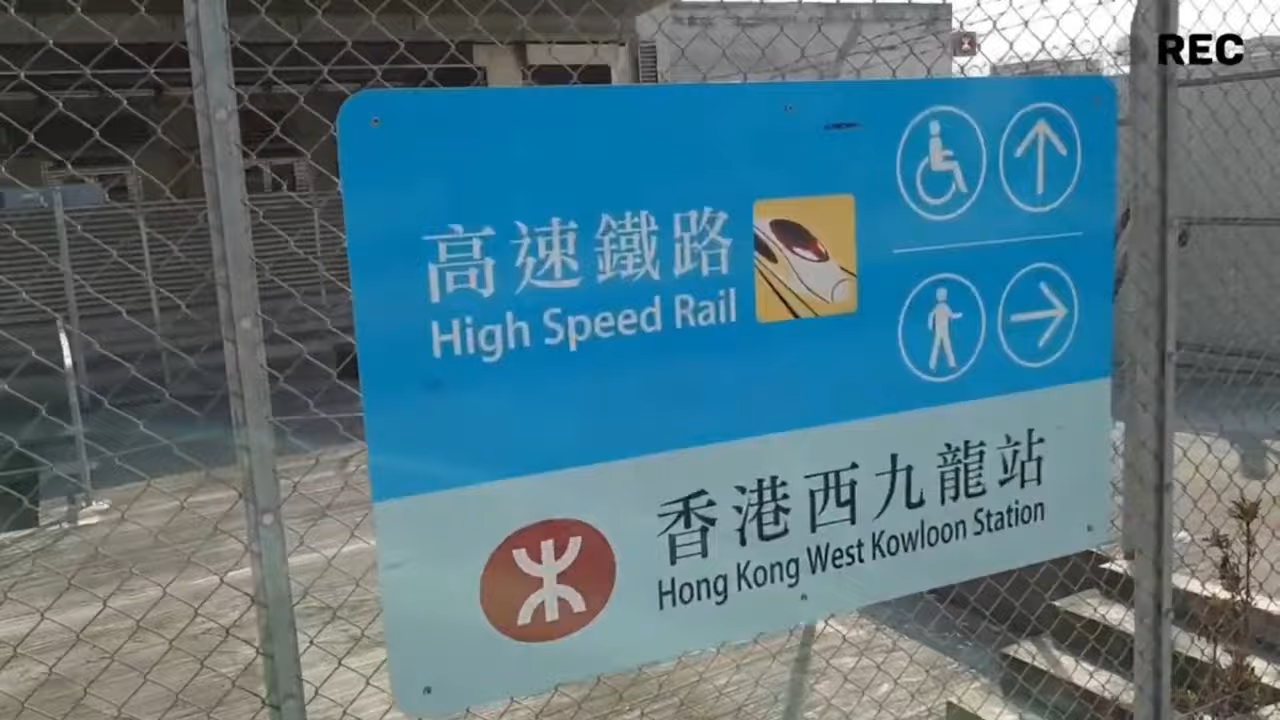 REC
高速鐵路
High Speed Rail
香港西九龍站
Hong Kong West Kowloon Station